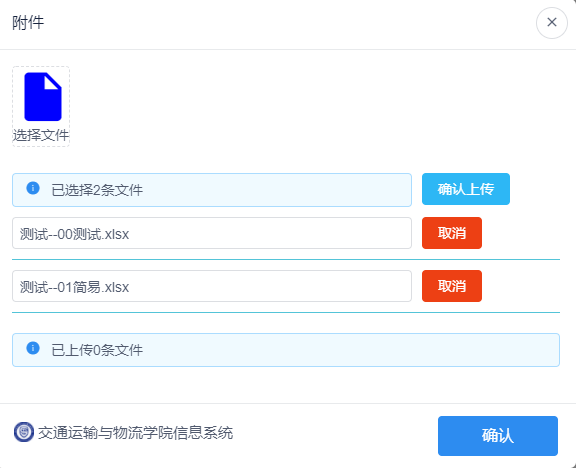 附件
选择文件
已选择2条文件
确认上传
测试--00测试.xlsx
取消
测试--01简易.xlsx
取消
已上传0条文件
交通运输与物流学院信息系统
确认